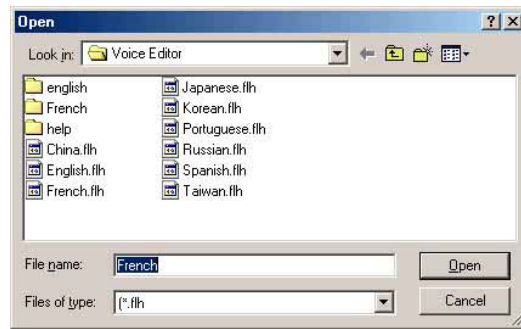 Open
Look in: Voice Editor
english
French
help
China.flh
English.flh
French.flh
Japanese.flh
Korean.flh
Portuguese.flh
Russian.flh
Spanish.flh
Taiwan.flh
File name: French Open
Files of type: (*.flh Cancel